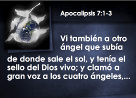 Apocalipsis 7:1-3
Vi también a otro
ángel que subía
de donde sale el sol, y tenía el
sello del Dios vivo; y clamó a
gran voz a los cuatro ángeles,...